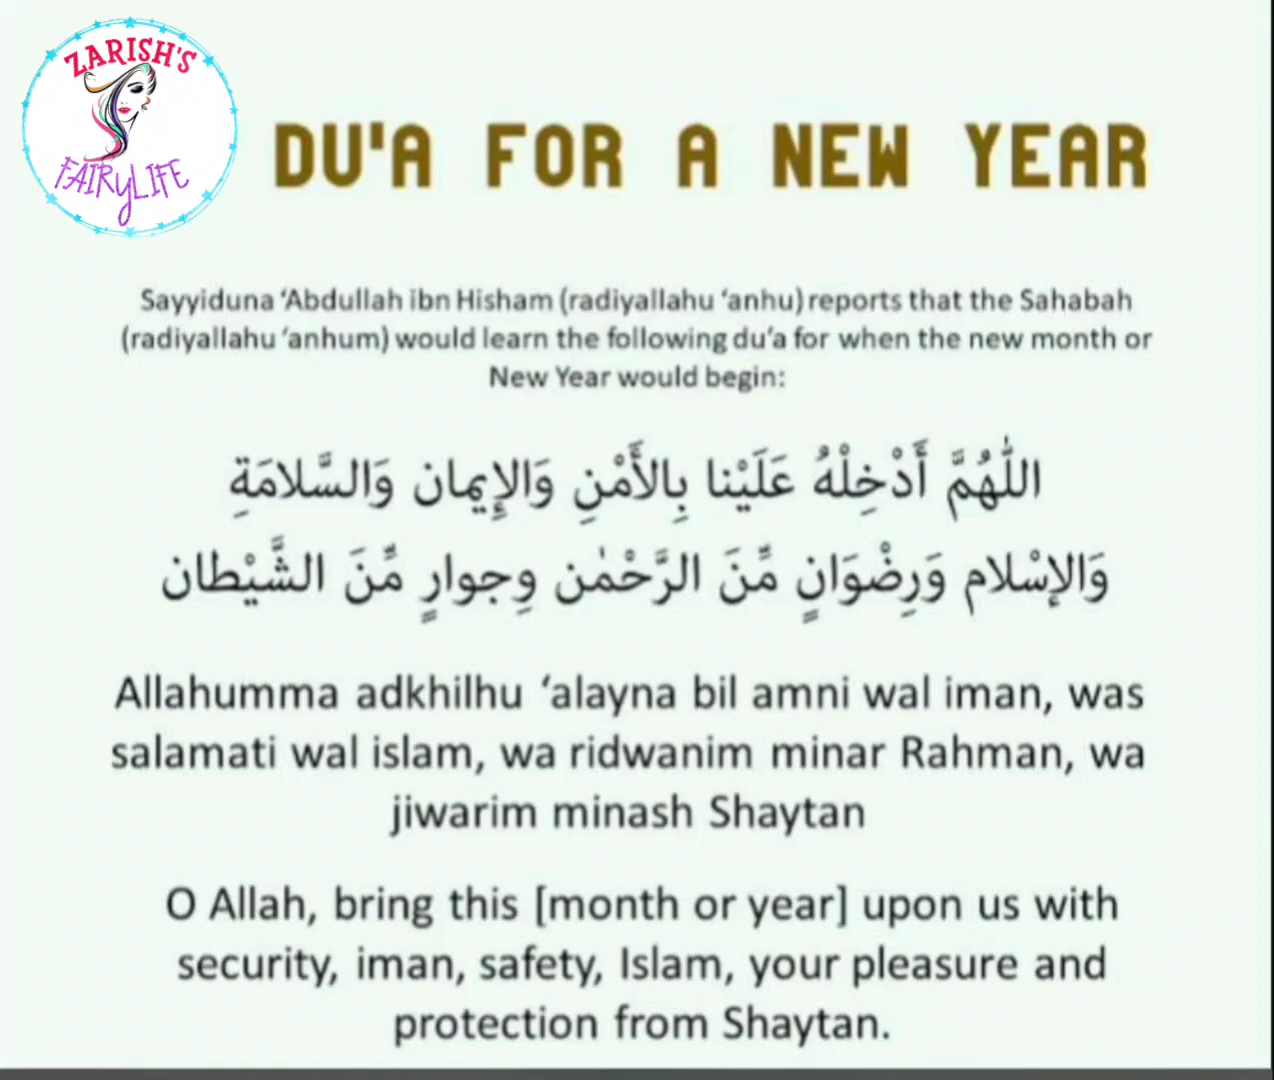 ZARISH'S
FAIRYLIFE
DU'A FOR A NEW YEAR
Sayyiduna ‘Abdullah ibn Hisham (radiyallahu ‘anhu) reports that the Sahabah
(radiyallahu ‘anhum) would learn the following du‘a for when the new month or
New Year would begin:
اللّٰهُمَّ أَدْخِلْهُ عَلَيْنا بِالأَمْنِ وَالإِيمان وَالسَّلامَةِ
وَالإسْلام وَرِضْوَانٍ مِّنَ الرَّحْمٰن وِجوارٍ مِّنَ الشَّيْطان
Allahumma adkhilhu ‘alayna bil amni wal iman, was
salamati wal islam, wa ridwanim minar Rahman, wa
jiwarim minash Shaytan
O Allah, bring this [month or year] upon us with
security, iman, safety, Islam, your pleasure and
protection from Shaytan.